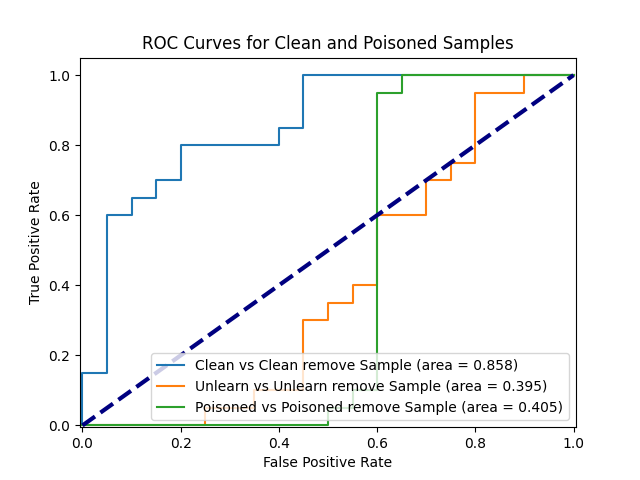 ROC Curves for Clean and Poisoned Samples
True Positive Rate
1.0
0.8
0.6
0.4
0.2
0.0
Clean vs Clean remove Sample (area = 0.858)
Unlearn vs Unlearn remove Sample (area = 0.395)
Poisoned vs Poisoned remove Sample (area = 0.405)
0.0 0.2 0.4 0.6 0.8 1.0
False Positive Rate